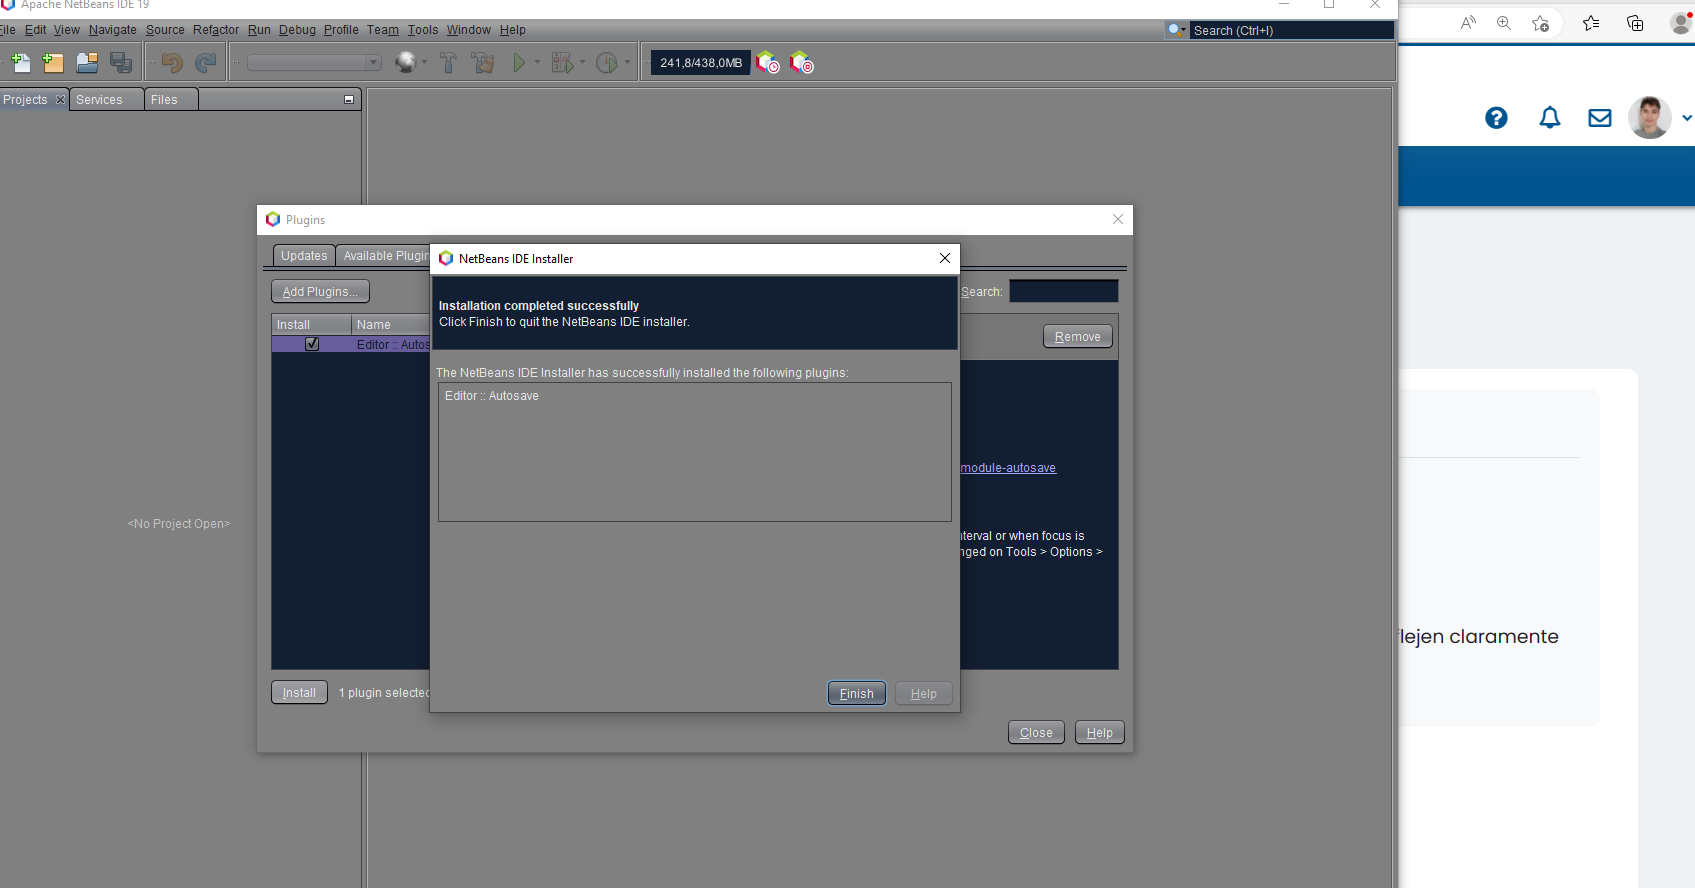 Apache NetBeans IDE 19
File Edit View Navigate Source Refactor Run Debug Profile Team Tools Window Help
Search (Ctrl+I)
241,8/438,0MB
Projects Services Files
<No Project Open>
Plugins
Updates Available Plugin
Add Plugins...
Search:
Install Name
Editor :: Autos
Remove
module-autosave
nterval or when focus is
nged on Tools > Options >
Install 1 plugin selected
Close Help
NetBeans IDE Installer
Installation completed successfully
Click Finish to quit the NetBeans IDE installer.
The NetBeans IDE Installer has successfully installed the following plugins:
Editor :: Autosave
Finish Help
flejen claramente